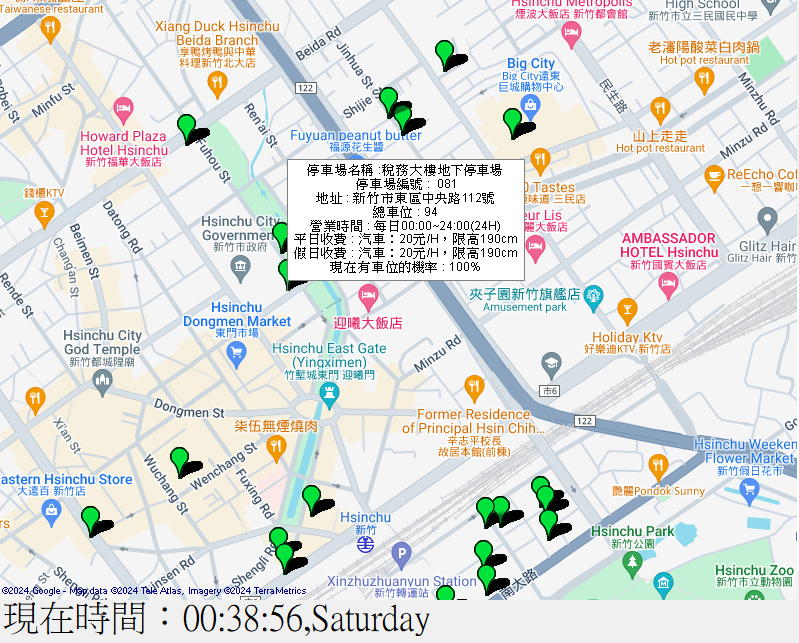 Taiwanese restaurant
Xiang Duck Hsinchu
Beida Branch
享鴨烤鴨與中華
料理新竹北大店
Beida Rd
Jinhua St
Shijie St
122
Hsinchu Metropolis
煙波大飯店 新竹都會館
High School
新竹市立三民國民中學
老瀋陽酸菜白肉鍋
Hot pot restaurant
Big City
Big City遠東
巨城購物中心
民生路
Minzhu Rd
Minfu St
Ren'ai St
Howard Plaza
Hotel Hsinchu
新竹福華大飯店
Fuhou St
Fuyuan peanut butter
福源花生醬
山上走走
Hot pot restaurant
Minzu Rd
停車場名稱 :稅務大樓地下停車場
停車場編號 : 081
地址 : 新竹市東區中央路112號
總車位 : 94
營業時間 : 每日00:00~24:00(24H)
平日收費 : 汽車：20元/H，限高190cm
假日收費 : 汽車：20元/H，限高190cm
現在有車位的機率 : 100%
錢櫃KTV
Datong Rd
Beimen St
Chang'an St
Hsinchu City
Government
新竹市政府
Tastes
三民店
ReEcho Co
一想一響咖
AMBASSADOR
HOTEL Hsinchu
新竹國賓大飯店
Glitz Hair
Glitz Hair 新竹
夾子園新竹旗艦店
Amusement park
Holiday Ktv
好樂迪KTV 新竹店
Hsinchu
Dongmen Market
東門市場
迎曦大飯店
Hsinchu City
God Temple
新竹都城隍廟
Hsinchu East Gate
(Yingximen)
竹塹城東門 迎曦門
Minzu Rd
市6
122
Dongmen St
Xi'an St
柒伍無煙燒肉
Former Residence
of Principal Hsin Chih...
辛志平校長
故居本館(前棟)
Wuchang St
Wenchang St
Fuxing Rd
Eastern Hsinchu Store
大遠百 新竹店
Hsinchu Weeken
Flower Market
新竹假日花市
艷麗Pondok Sunny
Hsinchu
新竹
Hsinchu Park
新竹公園
Shengli Rd
Xinzhuzhuanyun Station
新竹轉運站
南大路
Hsinchu Zoo
新竹市立動物園
©2024 Google - Map data ©2024 Tele Atlas, Imagery ©2024 TerraMetrics
現在時間：00:38:56,Saturday